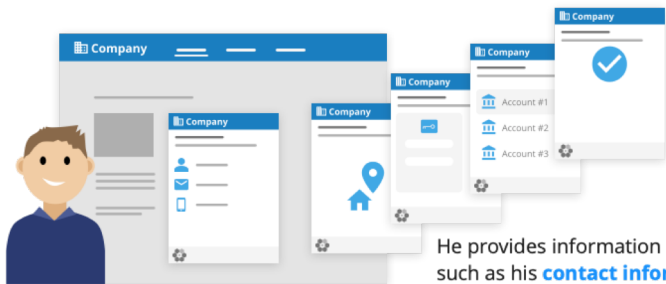 Company
Company
Company
Company
Company
Company
Account #1
Account #2
Account #3
He provides information
such as his contact infor